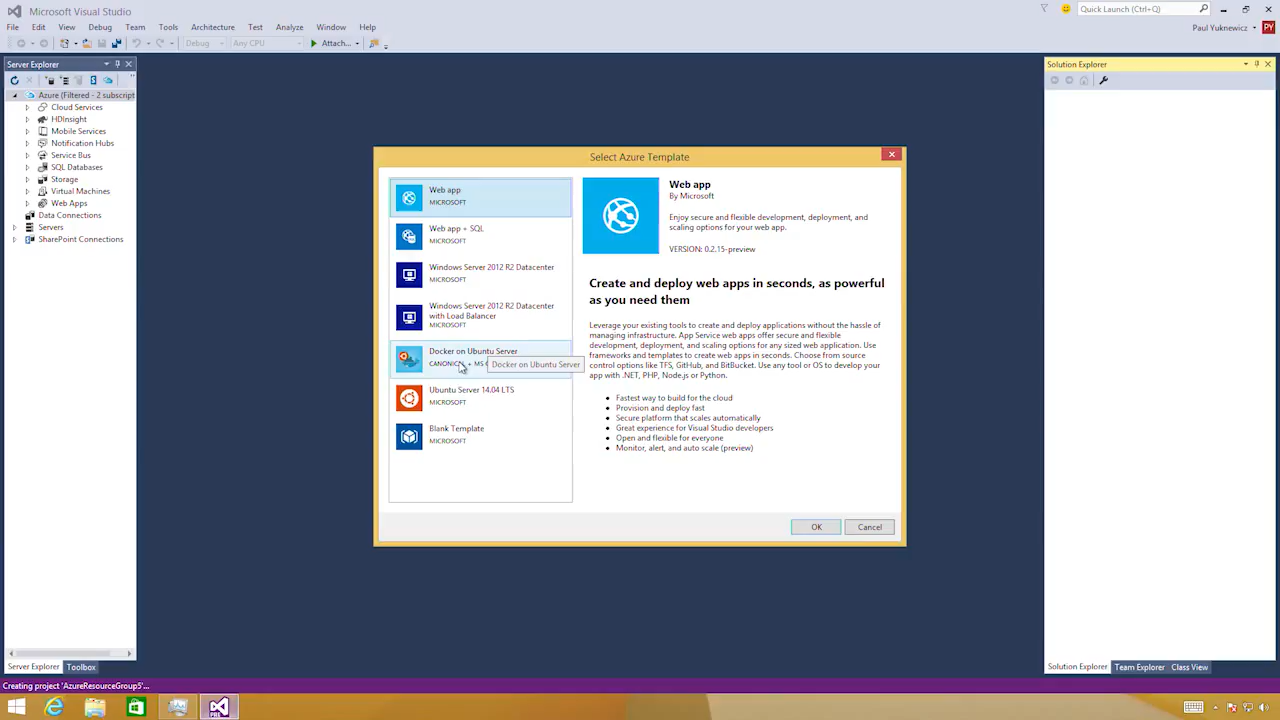 Microsoft Visual Studio
Quick Launch (Ctrl+Q)
File Edit View Debug Team Tools Architecture Test Analyze Window Help
Paul Yuknewicz
PY
Debug Any CPU Attach...
Server Explorer
Azure (Filtered - 2 subscript
Cloud Services
HDInsight
Mobile Services
Notification Hubs
Service Bus
SQL Databases
Storage
Virtual Machines
Web Apps
Data Connections
Servers
SharePoint Connections
Server Explorer Toolbox
Select Azure Template
Web app
MICROSOFT
Web app + SQL
MICROSOFT
Windows Server 2012 R2 Datacenter
MICROSOFT
Windows Server 2012 R2 Datacenter
with Load Balancer
MICROSOFT
Docker on Ubuntu Server
CANONICAL + MS
Docker on Ubuntu Server
Ubuntu Server 14.04 LTS
MICROSOFT
Blank Template
MICROSOFT
Web app
By Microsoft
Enjoy secure and flexible development, deployment, and
scaling options for your web app.
VERSION: 0.2.15-preview
Create and deploy web apps in seconds, as powerful
as you need them
Leverage your existing tools to create and deploy applications without the hassle of
managing infrastructure. App Service web apps offer secure and flexible
development, deployment, and scaling options for any sized web application. Use
frameworks and templates to create web apps in seconds. Choose from source
control options like TFS, GitHub, and BitBucket. Use any tool or OS to develop your
app with .NET, PHP, Node.js or Python.
Fastest way to build for the cloud
Provision and deploy fast
Secure platform that scales automatically
Great experience for Visual Studio developers
Open and flexible for everyone
Monitor, alert, and auto scale (preview)
OK Cancel
Solution Explorer
Solution Explorer Team Explorer Class View
Creating project 'AzureResourceGroup5'...